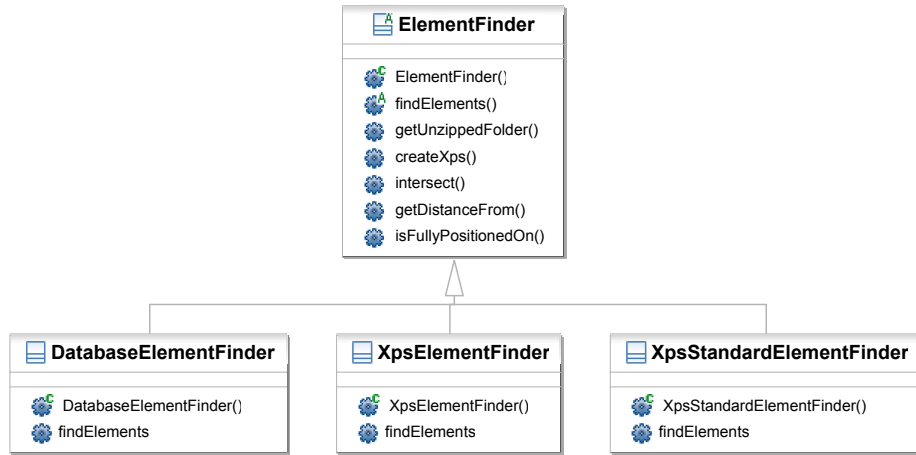 ElementFinder
ElementFinder()
findElements()
getUnzippedFolder()
createXps()
intersect()
getDistanceFrom()
isFullyPositionedOn()
DatabaseElementFinder
DatabaseElementFinder()
findElements
XpsElementFinder
XpsElementFinder()
findElements
XpsStandardElementFinder
XpsStandardElementFinder()
findElements